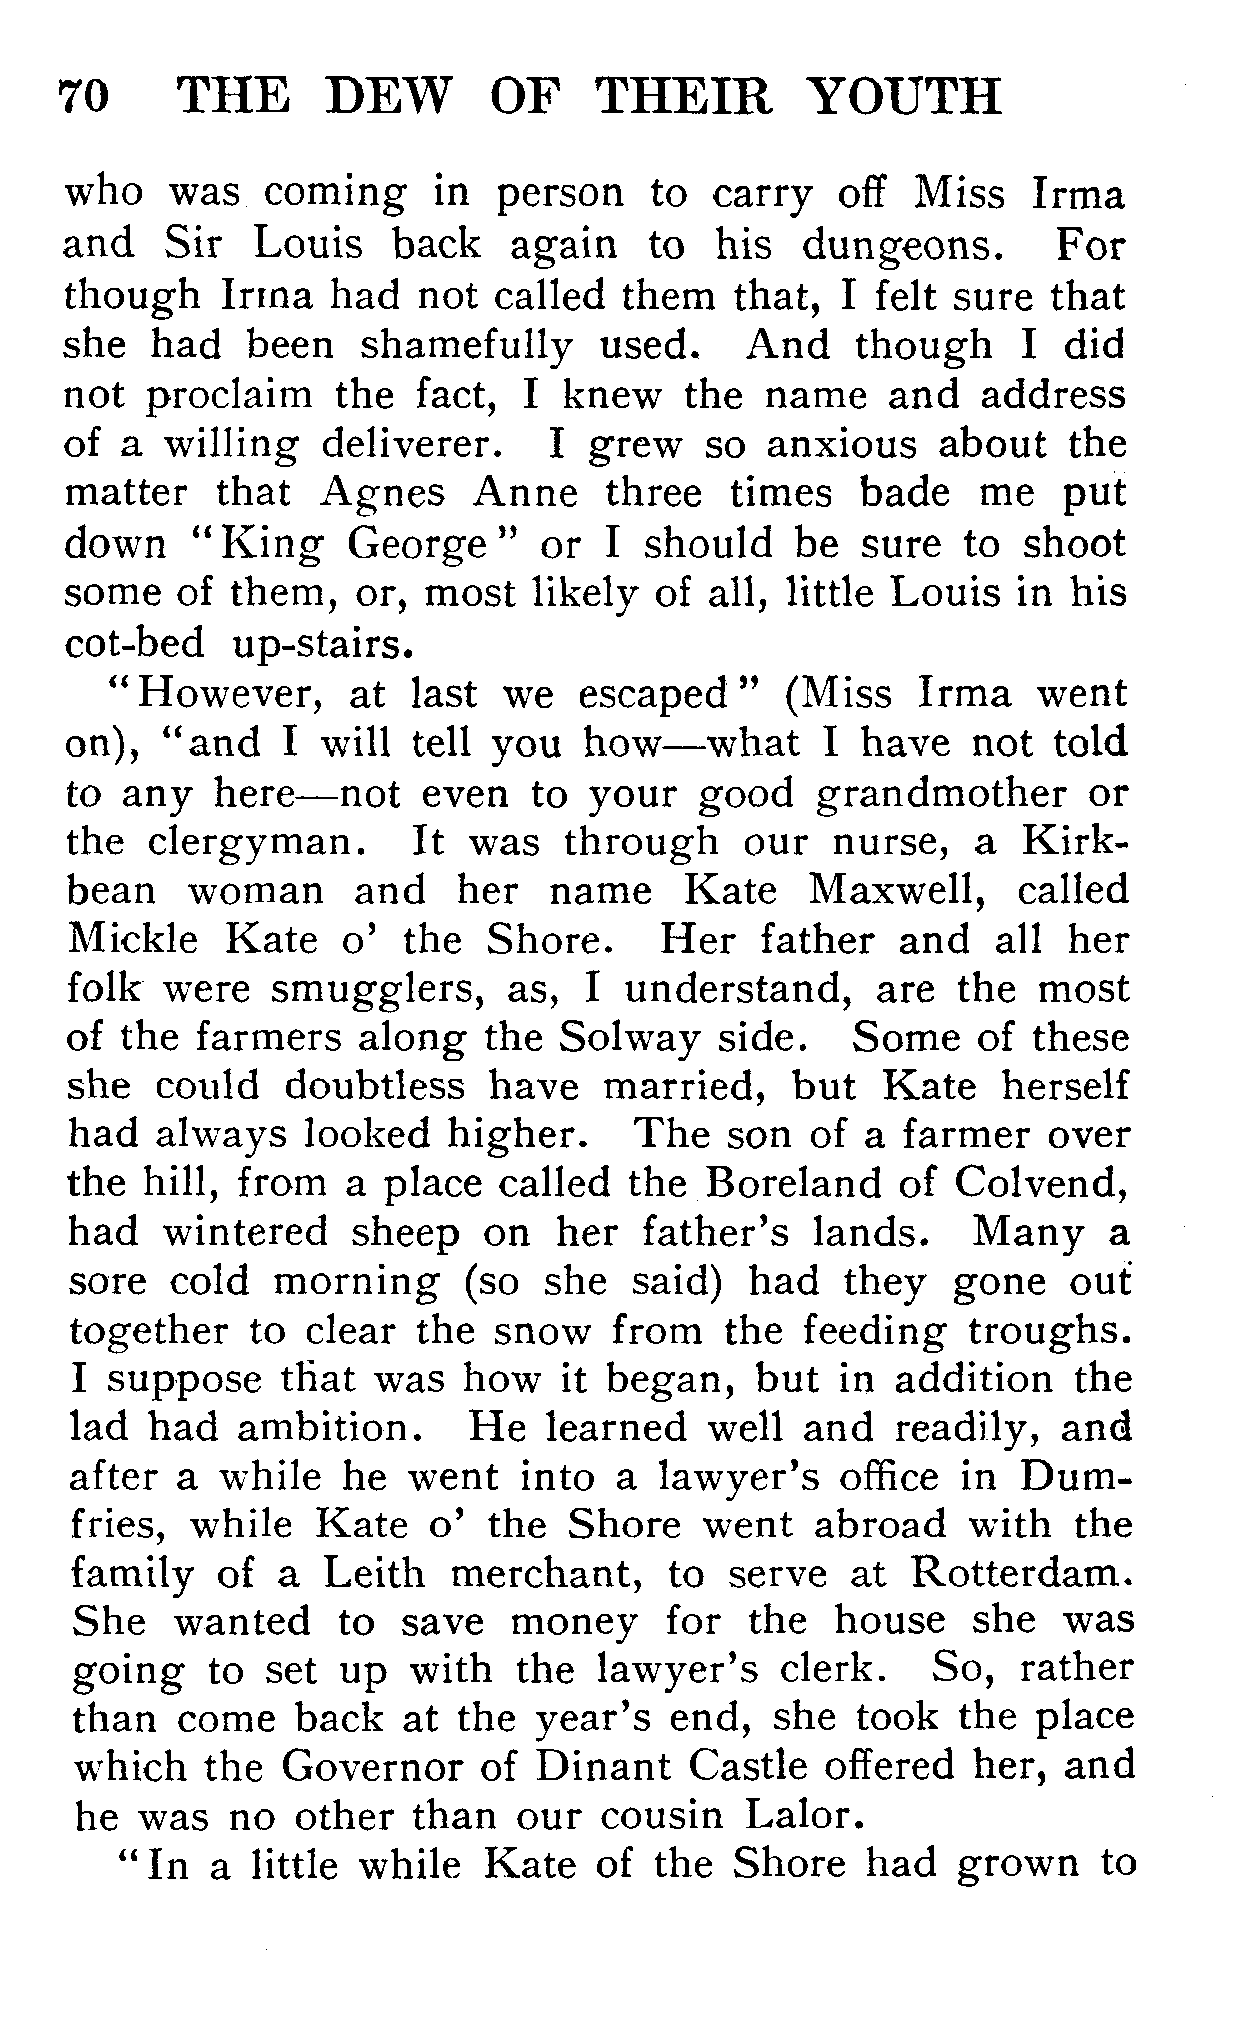 70 THE DEW OF THEIR YOUTH
who was coming in person to carry off Miss Irma
and Sir Louis back again to his dungeons. For
though Irma had not called them that, I felt sure that
she had been shamefully used. And though I did
not proclaim the fact, I knew the name and address
of a willing deliverer. I grew so anxious about the
matter that Agnes Anne three times bade me put
down "King George" or I should be sure to shoot
some of them, or, most likely of all, little Louis in his
cot-bed up-stairs.
"However, at last we escaped" (Miss Irma went
on), "and I will tell you how—what I have not told
to any here—not even to your good grandmother or
the clergyman. It was through our nurse, a Kirk-
bean woman and her name Kate Maxwell, called
Mickle Kate o' the Shore. Her father and all her
folk were smugglers, as, I understand, are the most
of the farmers along the Solway side. Some of these
she could doubtless have married, but Kate herself
had always looked higher. The son of a farmer over
the hill, from a place called the Boreland of Colvend,
had wintered sheep on her father's lands. Many a
sore cold morning (so she said) had they gone out
together to clear the snow from the feeding troughs.
I suppose that was how it began, but in addition the
lad had ambition. He learned well and readily, and
after a while he went into a lawyer's office in Dum-
fries, while Kate o' the Shore went abroad with the
family of a Leith merchant, to serve at Rotterdam.
She wanted to save money for the house she was
going to set up with the lawyer's clerk. So, rather
than come back at the year's end, she took the place
which the Governor of Dinant Castle offered her, and
he was no other than our cousin Lalor.
"In a little while Kate of the Shore had grown to